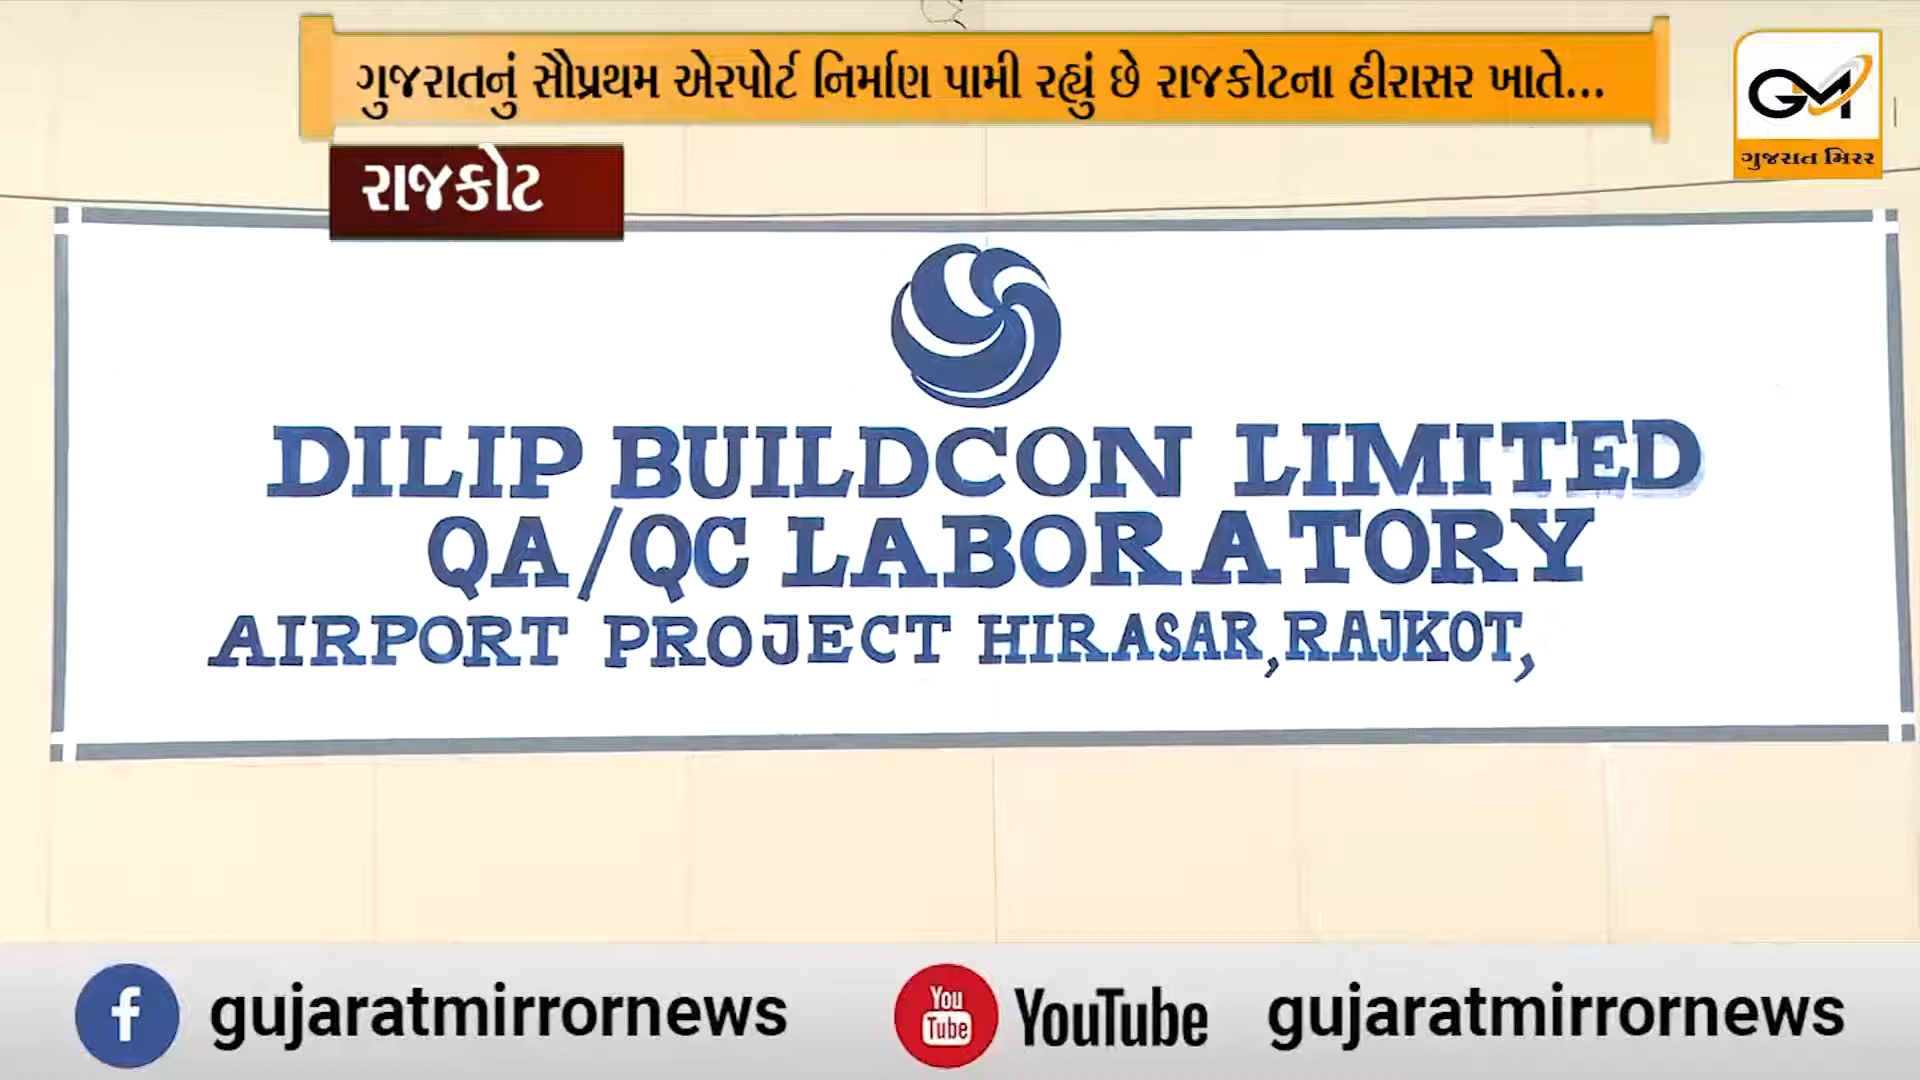 ગુજરાતનું સૌપ્રથમ એરપોર્ટ નિર્માણ પામી રહ્યું છે રાજકોટના હીરાસર ખાતે...
GM
ગુજરાત મિરર
રાજકોટ
DILIP BUILDCON LIMITED
QA/QC LABORATORY
AIRPORT PROJECT HIRASAR,RAJKOT,
f gujaratmirrornews
You Tube YouTube gujaratmirrornews